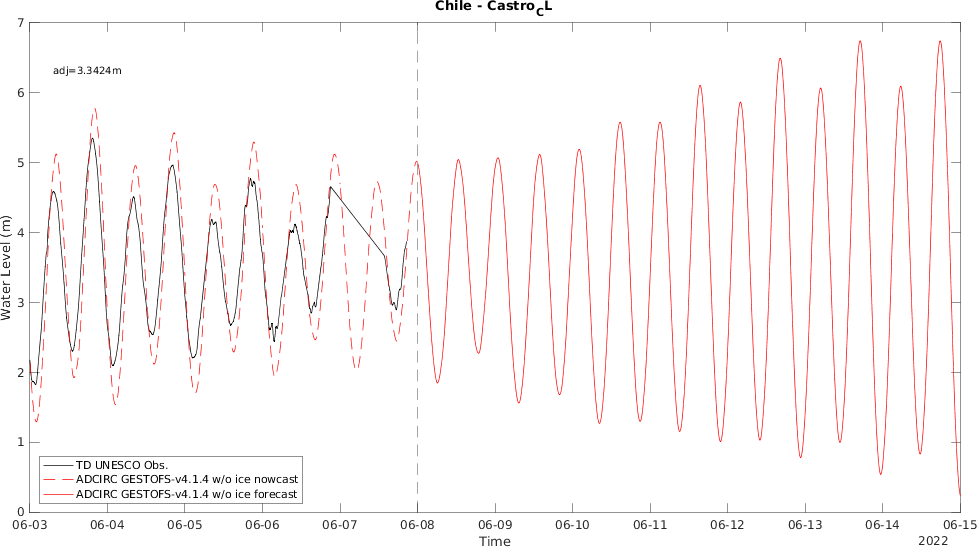 Chile - Castro_CL
adj=3.3424m
Water Level (m)
7
6
5
4
3
2
1
0
TD UNESCO Obs.
ADCIRC GESTOFS-v4.1.4 w/o ice nowcast
ADCIRC GESTOFS-v4.1.4 w/o ice forecast
06-03 06-04 06-05 06-06 06-07 06-08 06-09 06-10 06-11 06-12 06-13 06-14 06-15
Time
2022